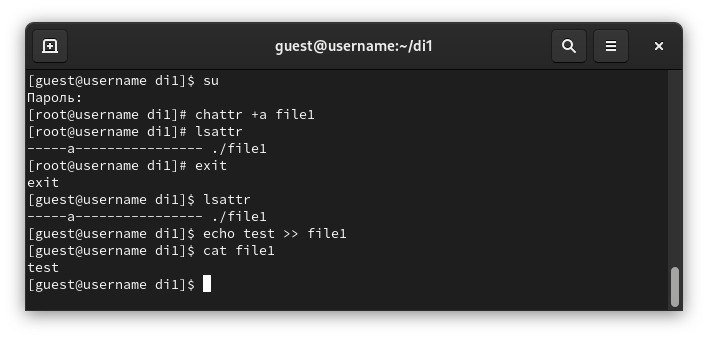 guest@username:~/di1
[guest@username di1]$ su
Пароль:
[root@username di1]# chattr +a file1
[root@username di1]# lsattr
-----a---------------- ./file1
[root@username di1]# exit
exit
[guest@username di1]$ lsattr
-----a---------------- ./file1
[guest@username di1]$ echo test >> file1
[guest@username di1]$ cat file1
test
[guest@username di1]$